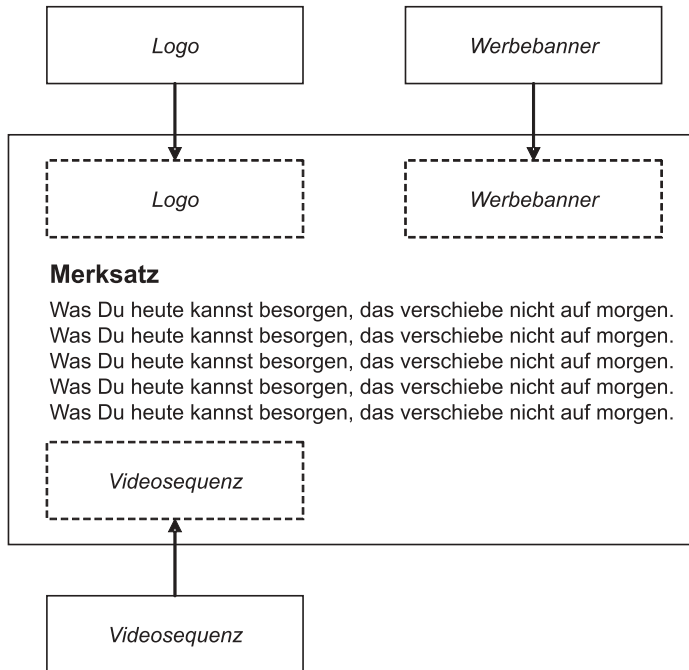 Logo
Werbebanner
Logo
Werbebanner
Merksatz
Was Du heute kannst besorgen, das verschiebe nicht auf morgen.
Was Du heute kannst besorgen, das verschiebe nicht auf morgen.
Was Du heute kannst besorgen, das verschiebe nicht auf morgen.
Was Du heute kannst besorgen, das verschiebe nicht auf morgen.
Was Du heute kannst besorgen, das verschiebe nicht auf morgen.
Videosequenz
Videosequenz